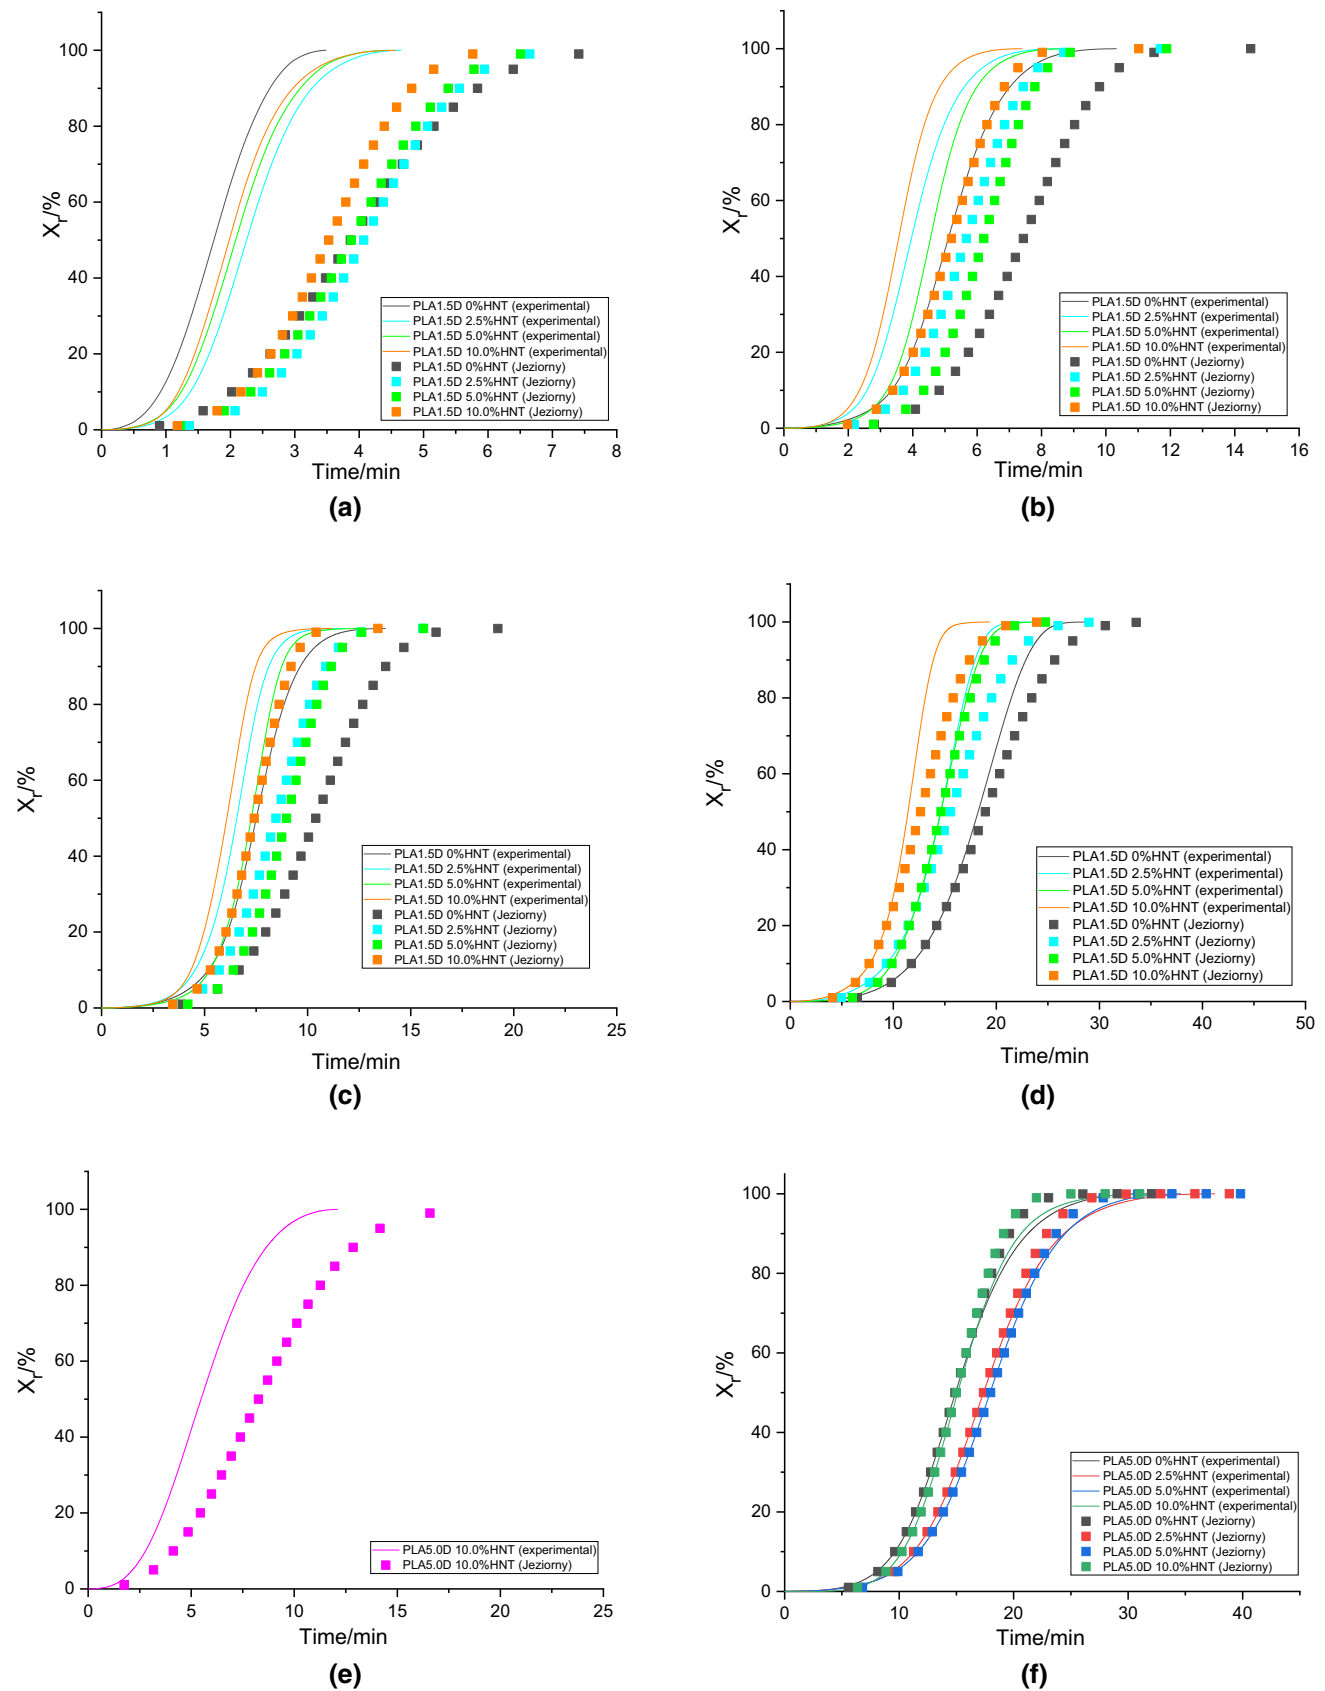 100
80
60
40
20
0
X_r/%
0 1 2 3 4 5 6 7 8
Time/min
PLA1.5D 0%HNT (experimental)
PLA1.5D 2.5%HNT (experimental)
PLA1.5D 5.0%HNT (experimental)
PLA1.5D 10.0%HNT (experimental)
PLA1.5D 0%HNT (Jeziorny)
PLA1.5D 2.5%HNT (Jeziorny)
PLA1.5D 5.0%HNT (Jeziorny)
PLA1.5D 10.0%HNT (Jeziorny)
(a)
100
80
60
40
20
0
X_r/%
0 2 4 6 8 10 12 14 16
Time/min
PLA1.5D 0%HNT (experimental)
PLA1.5D 2.5%HNT (experimental)
PLA1.5D 5.0%HNT (experimental)
PLA1.5D 10.0%HNT (experimental)
PLA1.5D 0%HNT (Jeziorny)
PLA1.5D 2.5%HNT (Jeziorny)
PLA1.5D 5.0%HNT (Jeziorny)
PLA1.5D 10.0%HNT (Jeziorny)
(b)
100
80
60
40
20
0
X_r/%
0 5 10 15 20 25
Time/min
PLA1.5D 0%HNT (experimental)
PLA1.5D 2.5%HNT (experimental)
PLA1.5D 5.0%HNT (experimental)
PLA1.5D 10.0%HNT (experimental)
PLA1.5D 0%HNT (Jeziorny)
PLA1.5D 2.5%HNT (Jeziorny)
PLA1.5D 5.0%HNT (Jeziorny)
PLA1.5D 10.0%HNT (Jeziorny)
(c)
100
80
60
40
20
0
X_r/%
0 10 20 30 40 50
Time/min
PLA1.5D 0%HNT (experimental)
PLA1.5D 2.5%HNT (experimental)
PLA1.5D 5.0%HNT (experimental)
PLA1.5D 10.0%HNT (experimental)
PLA1.5D 0%HNT (Jeziorny)
PLA1.5D 2.5%HNT (Jeziorny)
PLA1.5D 5.0%HNT (Jeziorny)
PLA1.5D 10.0%HNT (Jeziorny)
(d)
100
80
60
40
20
0
X_r/%
0 5 10 15 20 25
Time/min
PLA5.0D 10.0%HNT (experimental)
PLA5.0D 10.0%HNT (Jeziorny)
(e)
100
80
60
40
20
0
X_r/%
0 10 20 30 40
Time/min
PLA5.0D 0%HNT (experimental)
PLA5.0D 2.5%HNT (experimental)
PLA5.0D 5.0%HNT (experimental)
PLA5.0D 10.0%HNT (experimental)
PLA5.0D 0%HNT (Jeziorny)
PLA5.0D 2.5%HNT (Jeziorny)
PLA5.0D 5.0%HNT (Jeziorny)
PLA5.0D 10.0%HNT (Jeziorny)
(f)